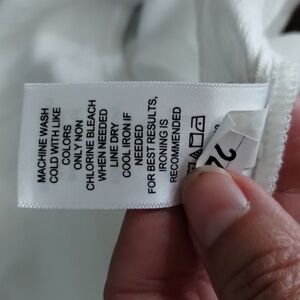 MACHINE WASH
COLD WITH LIKE
COLORS
ONLY NON
CHLORINE BLEACH
WHEN NEEDED
LINE DRY
COOL IRON IF
NEEDED
FOR BEST RESULTS,
IRONING IS
RECOMMENDED